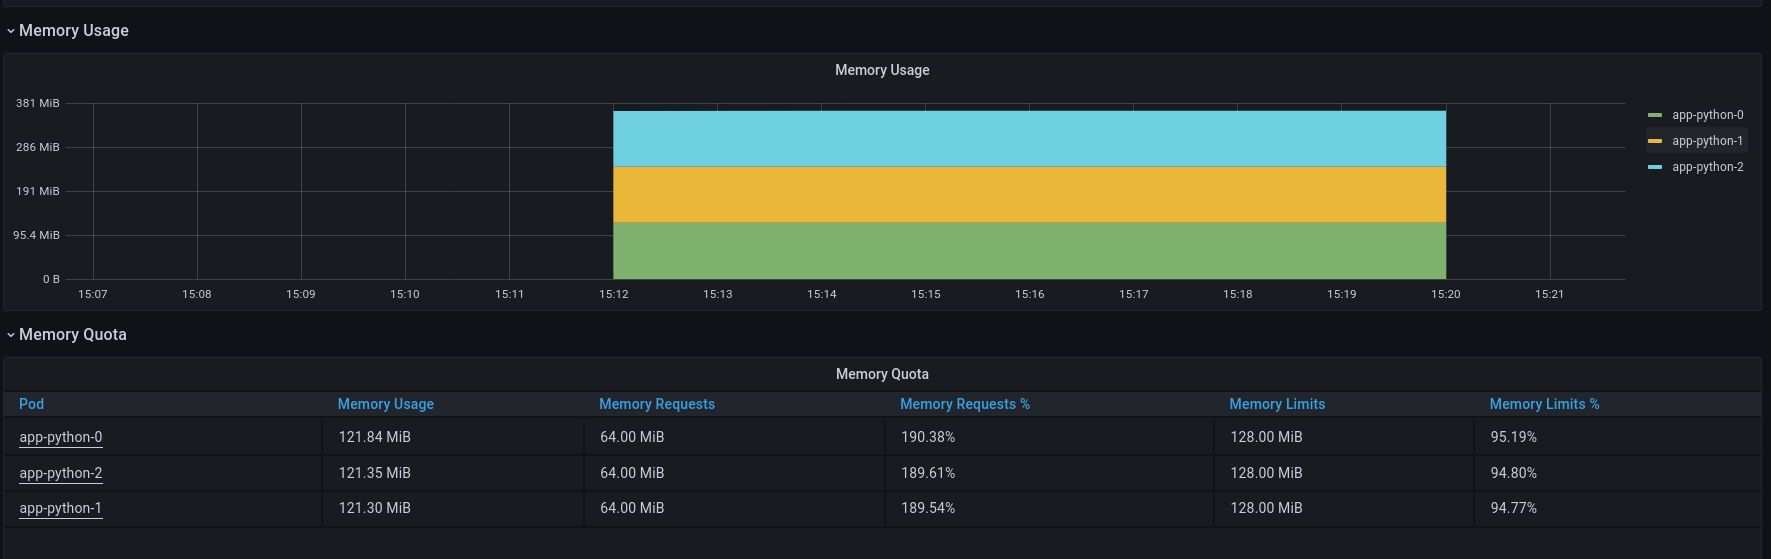 Memory Usage
Memory Usage
381 MiB
286 MiB
191 MiB
95.4 MiB
0 B
15:07 15:08 15:09 15:10 15:11 15:12 15:13 15:14 15:15 15:16 15:17 15:18 15:19 15:20 15:21
app-python-0
app-python-1
app-python-2
Memory Quota
Memory Quota
Pod Memory Usage Memory Requests Memory Requests % Memory Limits Memory Limits %
app-python-0 121.84 MiB 64.00 MiB 190.38% 128.00 MiB 95.19%
app-python-2 121.35 MiB 64.00 MiB 189.61% 128.00 MiB 94.80%
app-python-1 121.30 MiB 64.00 MiB 189.54% 128.00 MiB 94.77%